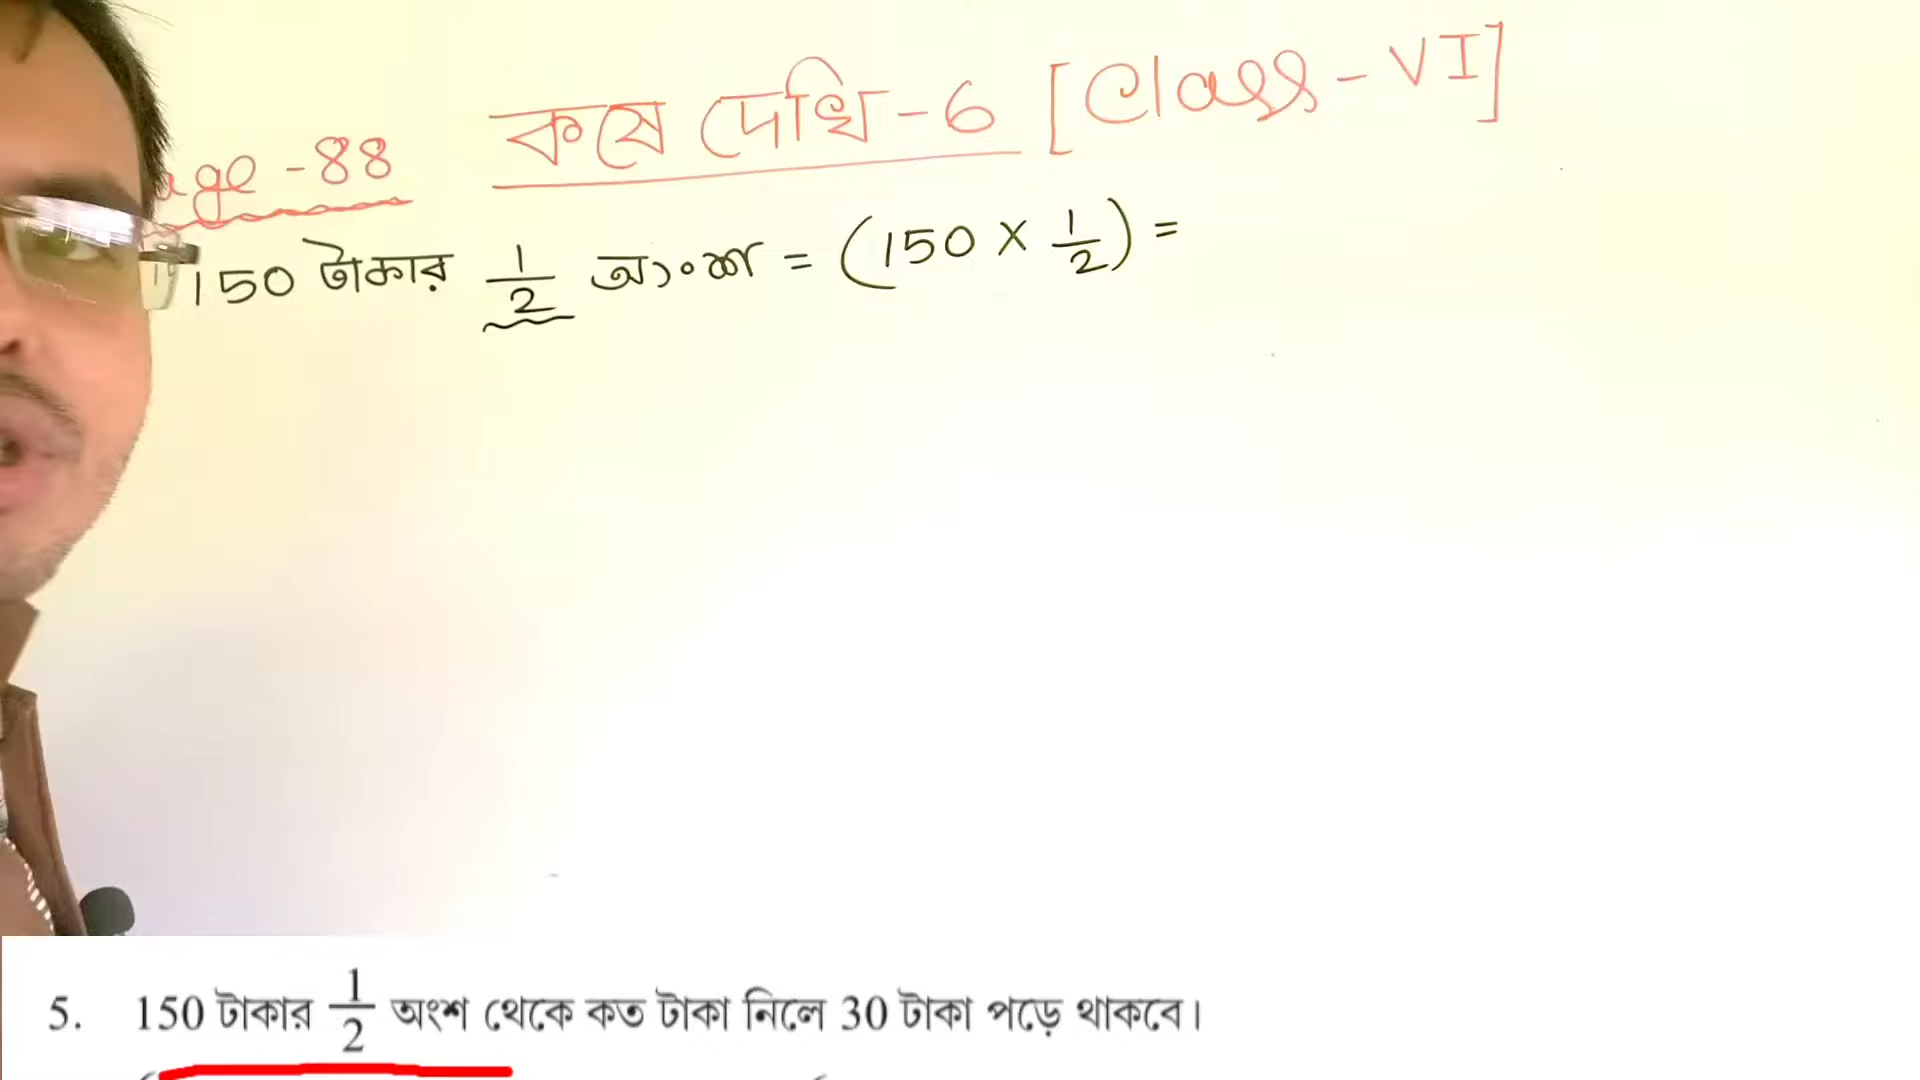 কষে দেখি-6 [Class-VI]
age-88
150 টাকার 1/2 অংশ = (150 × 1/2) =
5. 150 টাকার 1/2 অংশ থেকে কত টাকা নিলে 30 টাকা পড়ে থাকবে।